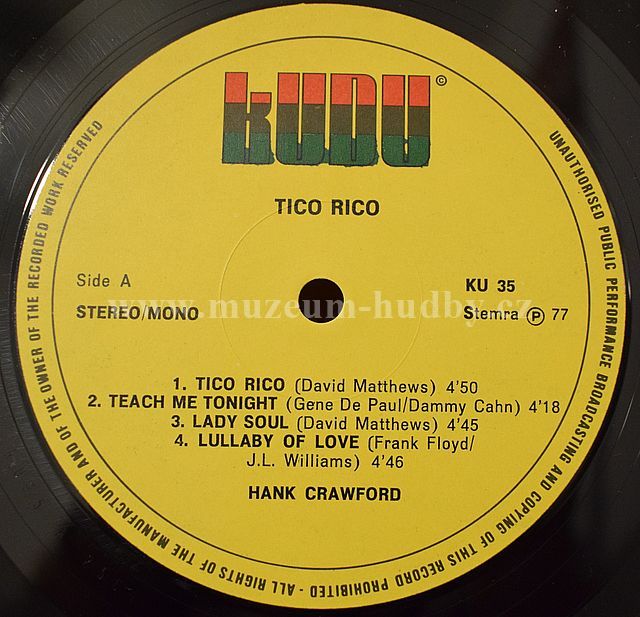 KUDU ©
TICO RICO
Side A
STEREO/MONO
KU 35
Stemra Ⓟ 77
www.muzeum-hudby.cz
1. TICO RICO (David Matthews) 4'50
2. TEACH ME TONIGHT (Gene De Paul/Dammy Cahn) 4'18
3. LADY SOUL (David Matthews) 4'45
4. LULLABY OF LOVE (Frank Floyd/
J.L. Williams) 4'46
HANK CRAWFORD
UNAUTHORISED PUBLIC PERFORMANCE BROADCASTING AND COPYING OF THIS RECORD PROHIBITED - ALL RIGHTS OF THE MANUFACTURER AND OF THE OWNER OF THE RECORDED WORK RESERVED